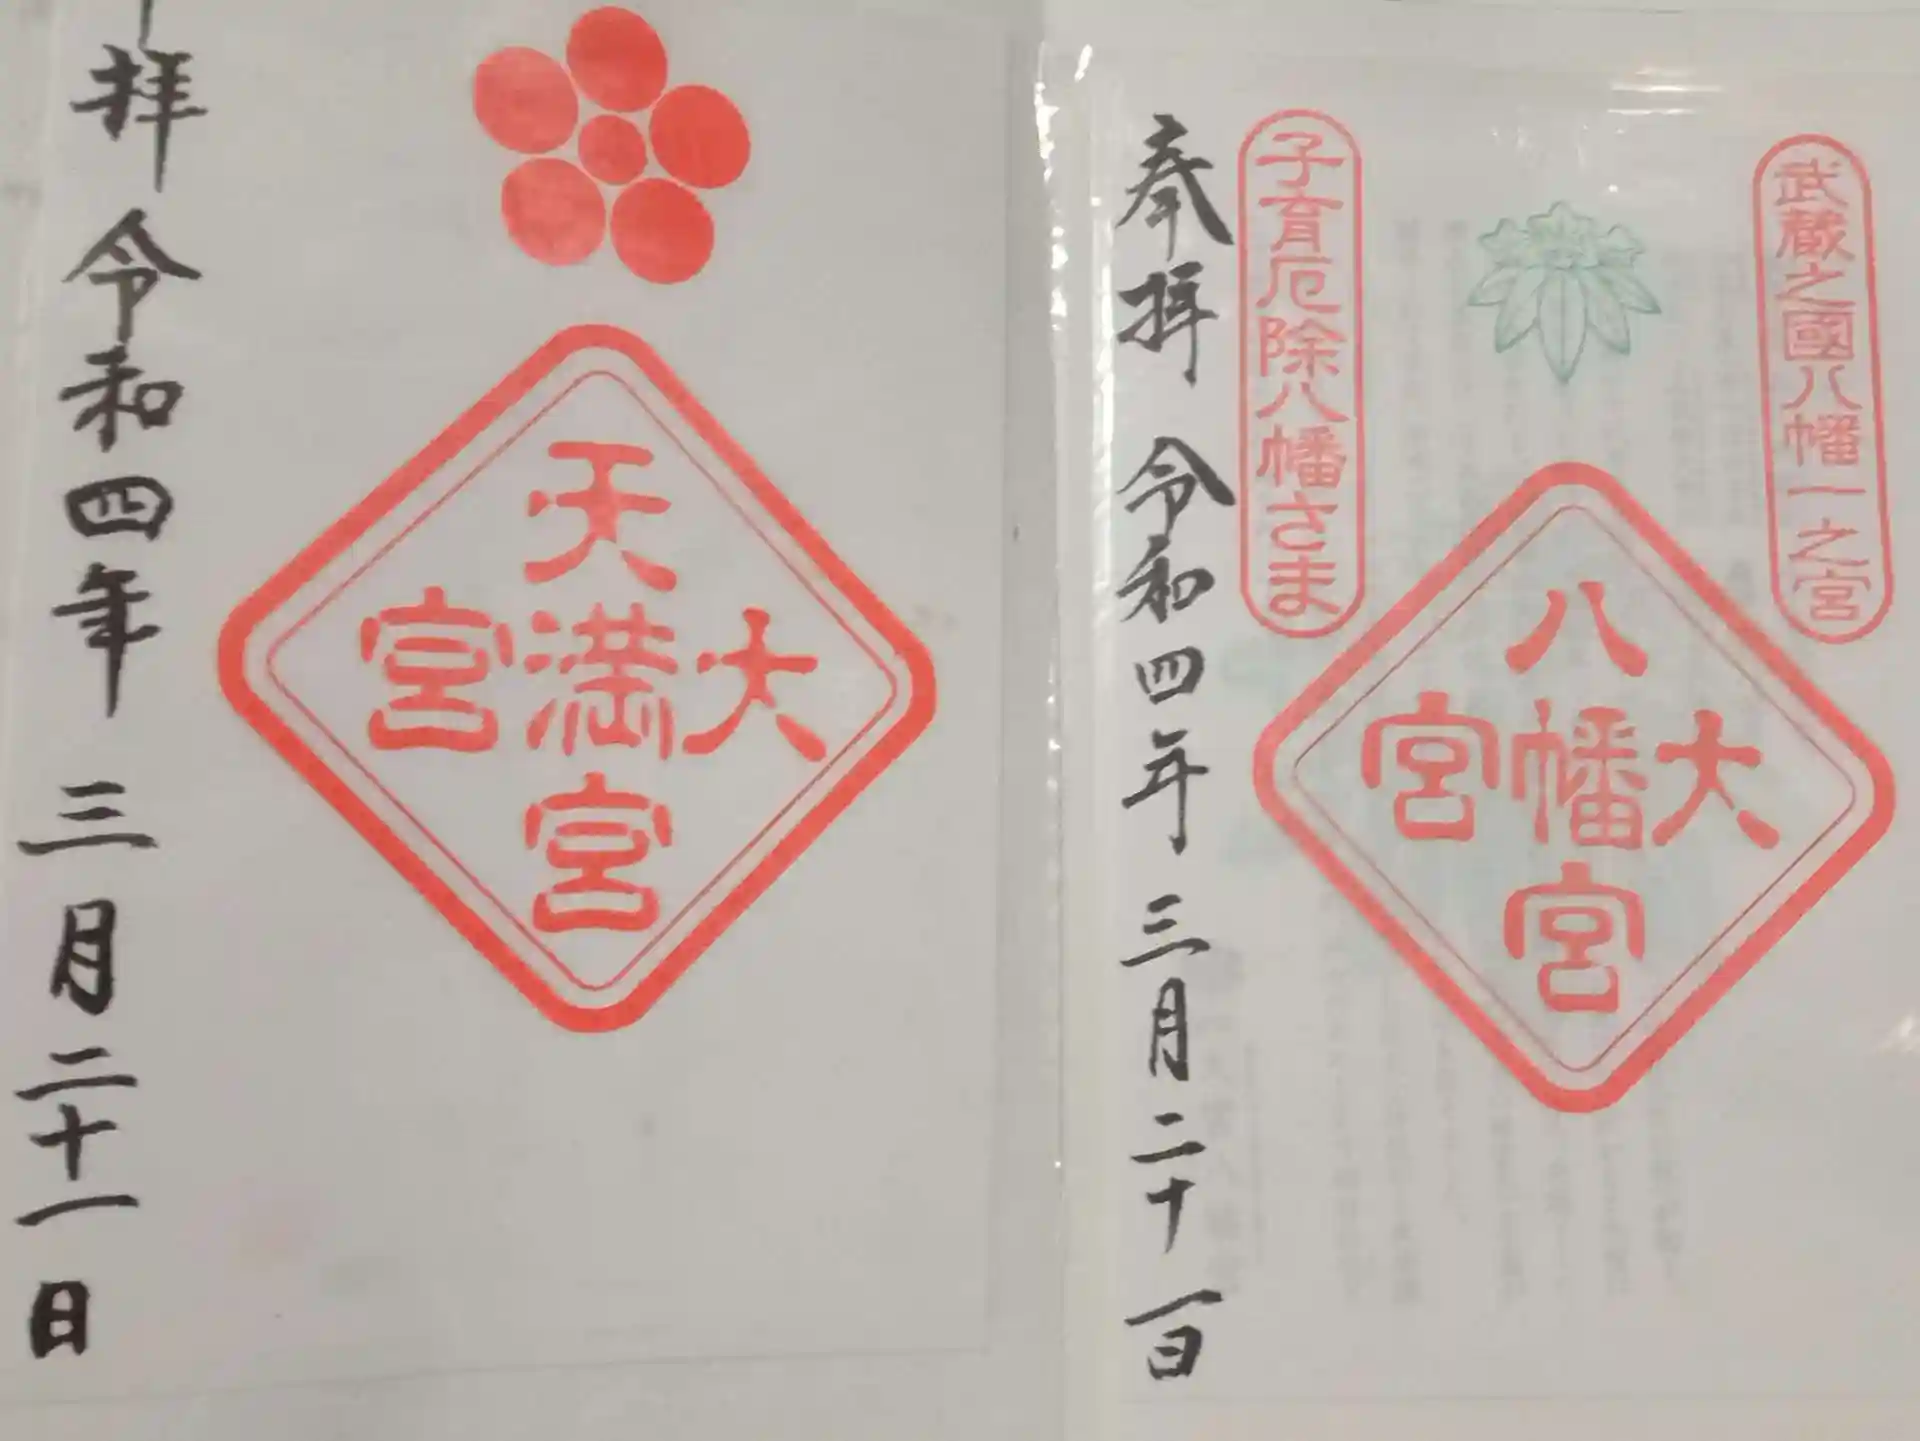 武蔵之國八幡一之宮
大
八幡宮
宮
子育厄除八幡さま
奉拝 令和四年 三月二十一日
大
天満宮
宮
拝 令和四年 三月二十一日